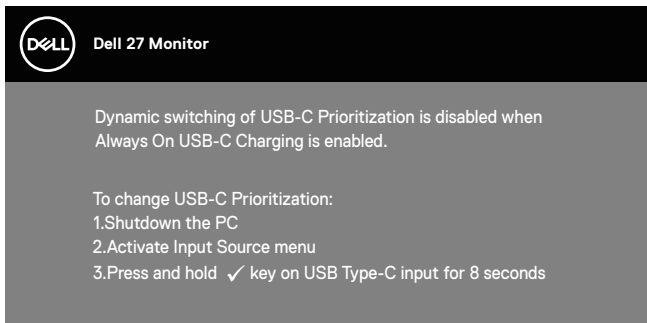 DELL
Dell 27 Monitor
Dynamic switching of USB-C Prioritization is disabled when
Always On USB-C Charging is enabled.
To change USB-C Prioritization:
1.Shutdown the PC
2.Activate Input Source menu
3.Press and hold ✓ key on USB Type-C input for 8 seconds